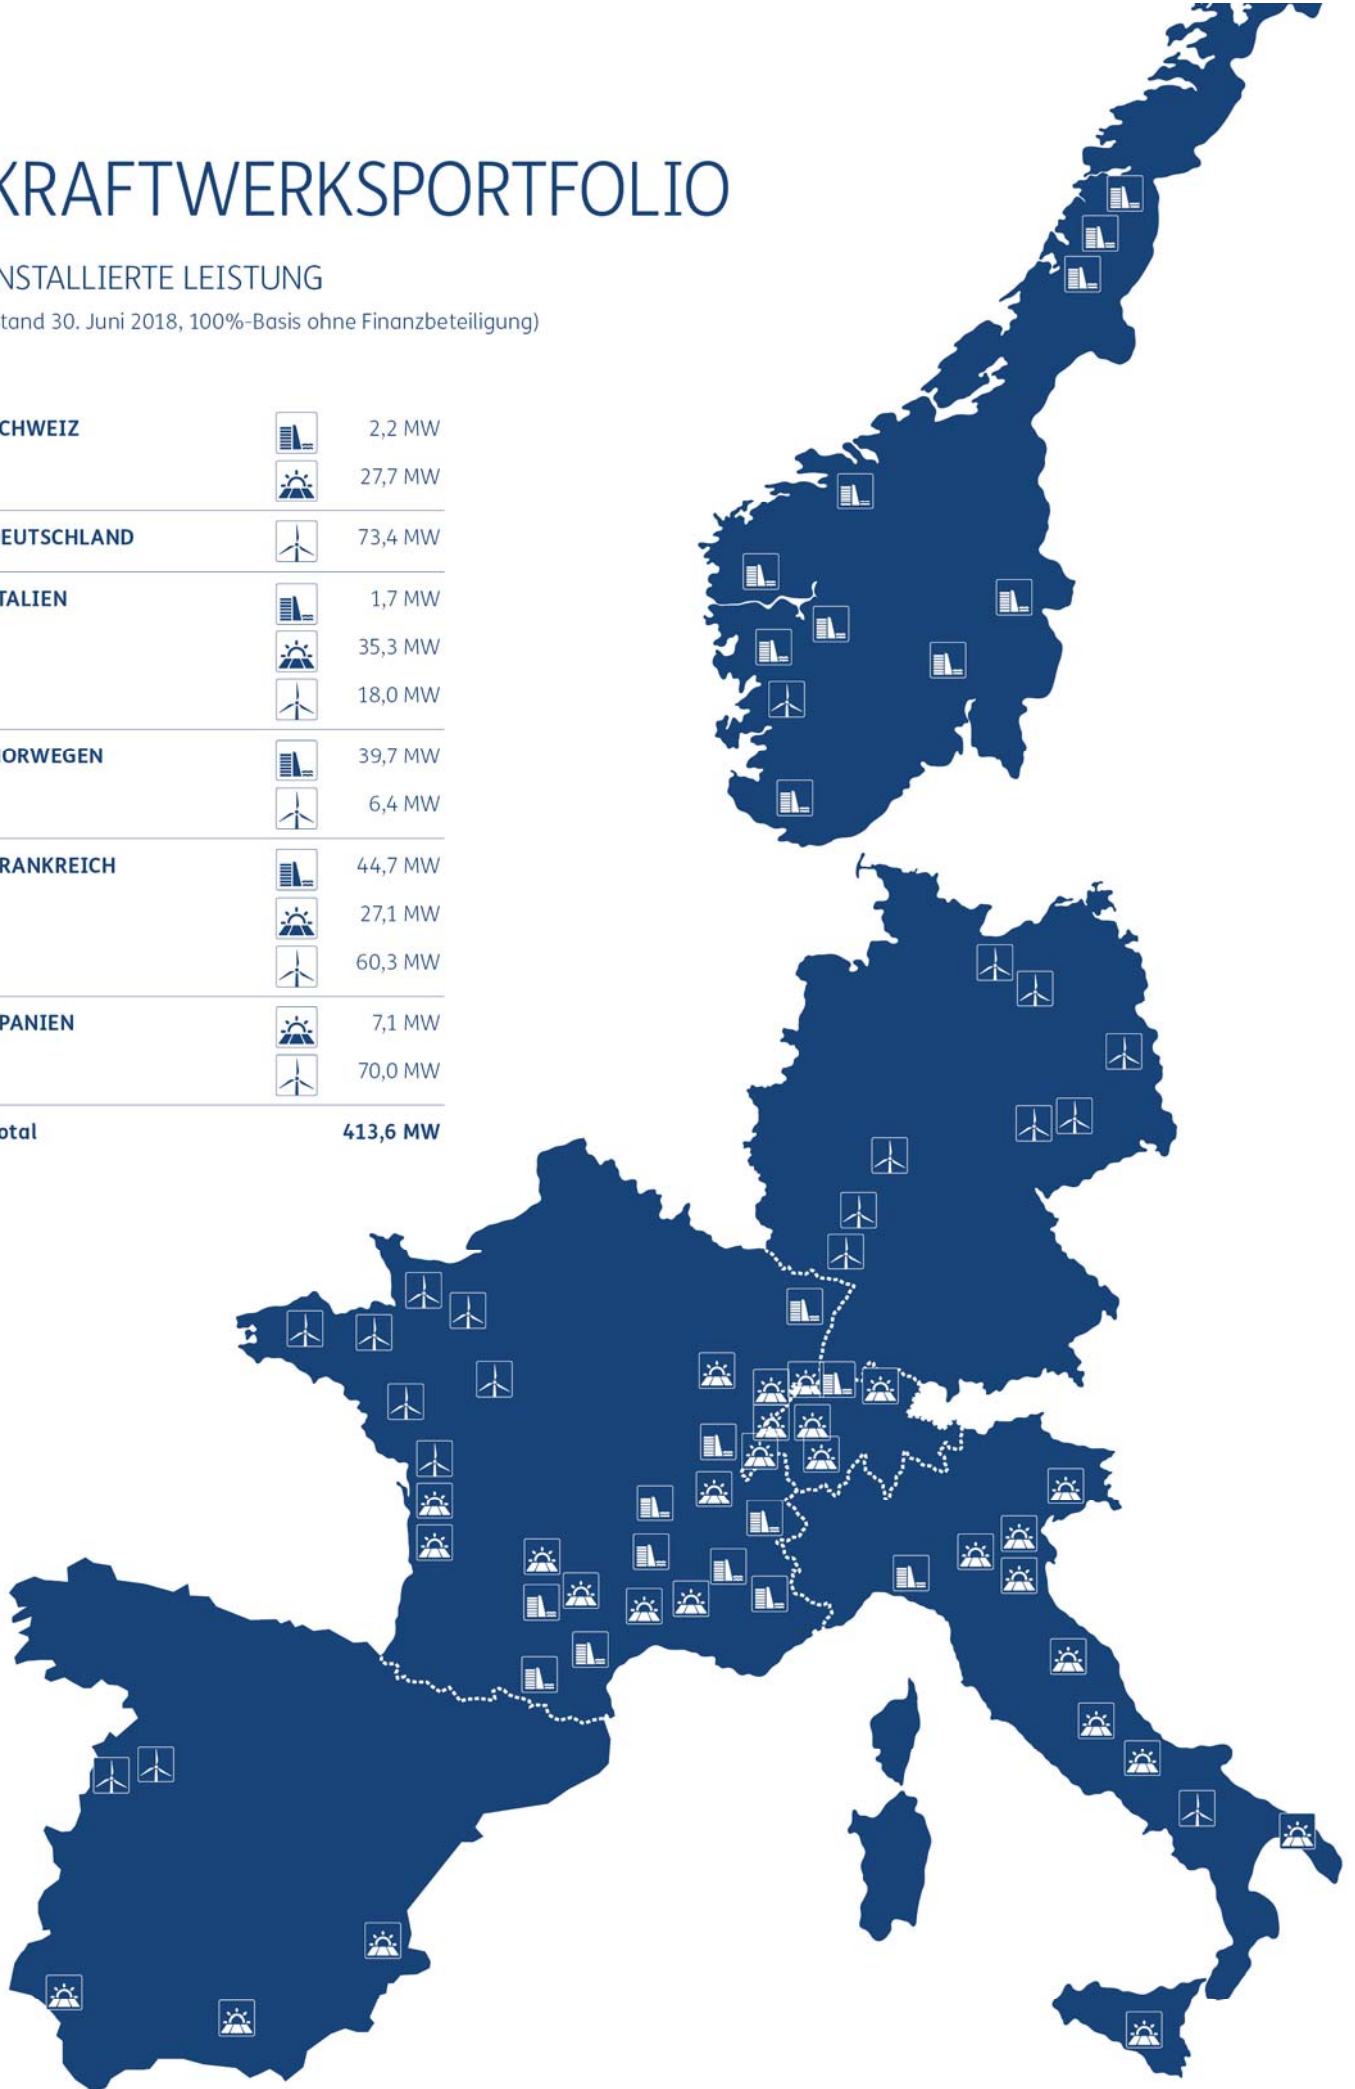 KRAFTWERKSPORTFOLIO
NSTALLIERTE LEISTUNG
tand 30. Juni 2018, 100%-Basis ohne Finanzbeteiligung)
CHWEIZ 2,2 MW
27,7 MW
EUTSCHLAND 73,4 MW
TALIEN 1,7 MW
35,3 MW
18,0 MW
ORWEGEN 39,7 MW
6,4 MW
RANKREICH 44,7 MW
27,1 MW
60,3 MW
PANIEN 7,1 MW
70,0 MW
otal 413,6 MW